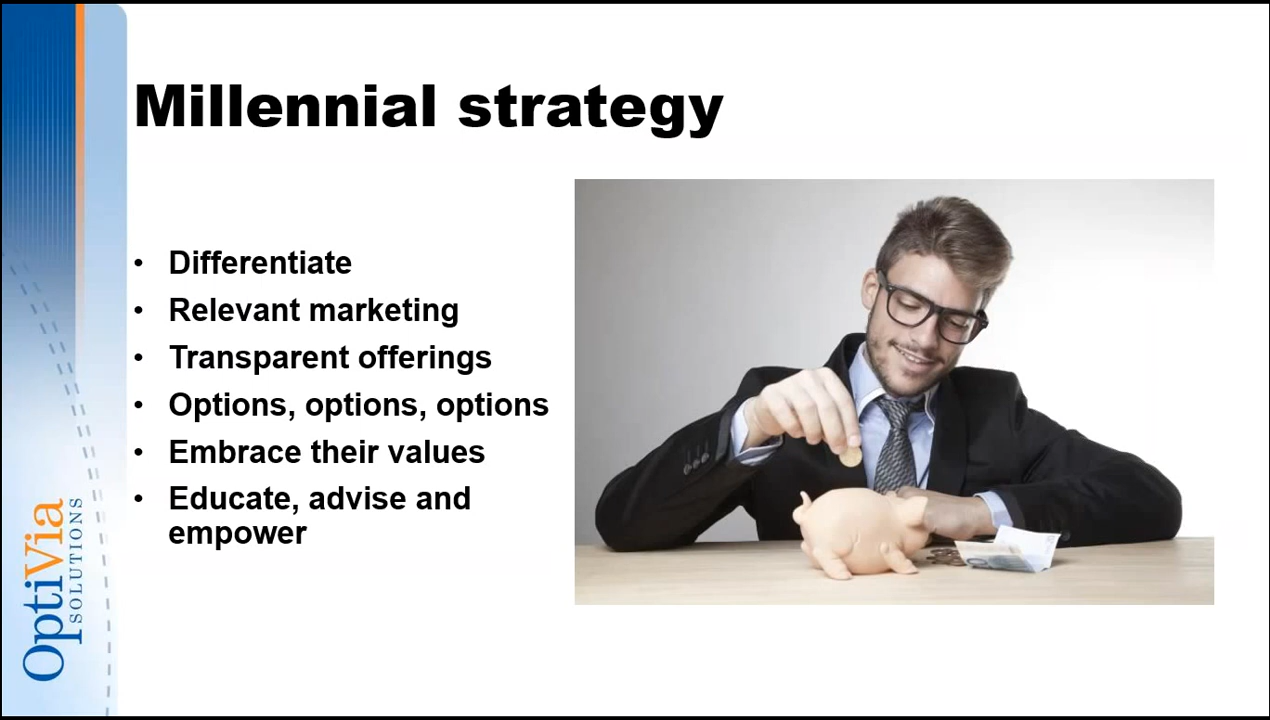 Millennial strategy
• Differentiate
• Relevant marketing
• Transparent offerings
• Options, options, options
• Embrace their values
• Educate, advise and
empower
OptiVia
SOLUTIONS